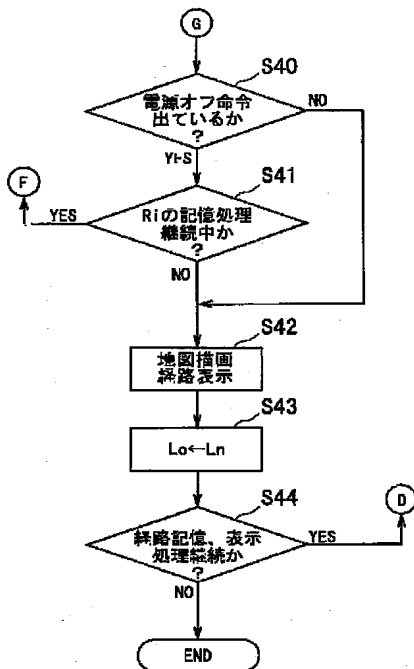 G
S40
電源オフ命令
出ているか
?
NO
YES
S41
F
YES
Riの記憶処理
継続中か
?
NO
S42
地図描画
経路表示
S43
Lo←Ln
S44
D
経路記憶、表示
処理継続か
?
YES
NO
END